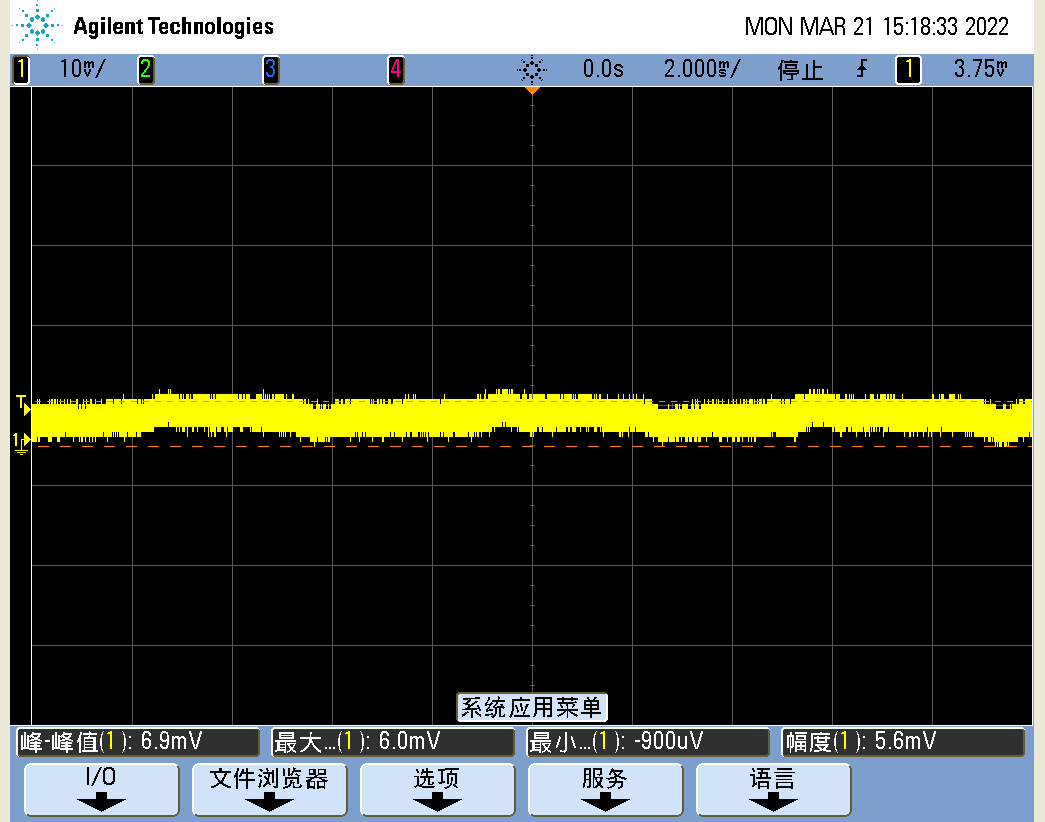 Agilent Technologies MON MAR 21 15:18:33 2022
1 10mV/ 2 3 4 0.0s 2.000ms/ 停止 1 3.75mV
T
1
系统应用菜单
峰-峰值(1): 6.9mV 最大...(1): 6.0mV 最小...(1): -900uV 幅度(1): 5.6mV
I/O 文件浏览器 选项 服务 语言